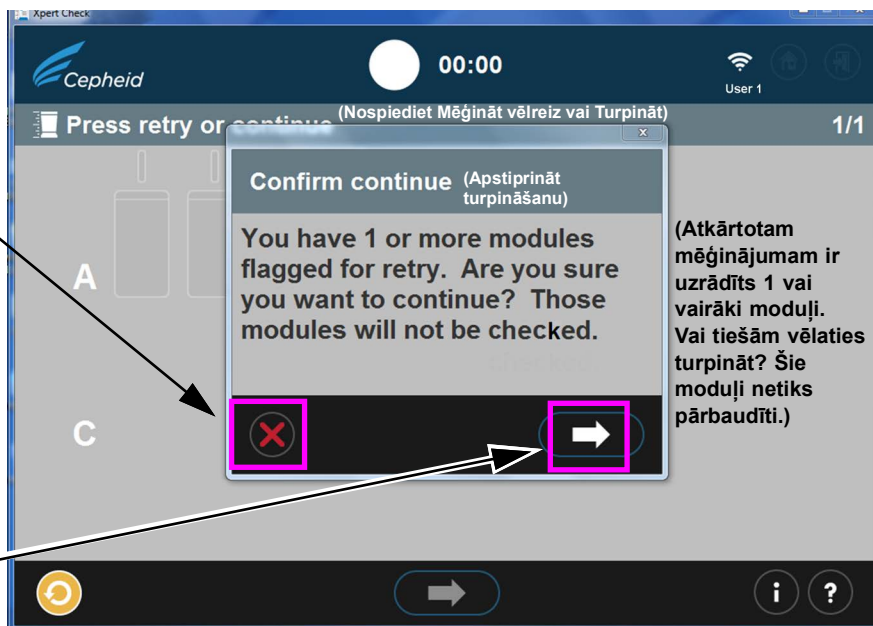 Xpert Check
Cepheid
00:00
User 1
Press retry or continue (Nospiediet Mēģināt vēlreiz vai Turpināt)
1/1
x
Confirm continue (Apstiprināt
turpināšanu)
You have 1 or more modules
flagged for retry. Are you sure
you want to continue? Those
modules will not be checked.
(Atkārtotam
mēģinājumam ir
uzrādīts 1 vai
vairāki moduļi.
Vai tiešām vēlaties
turpināt? Šie
moduļi netiks
pārbaudīti.)
A
C
i
?